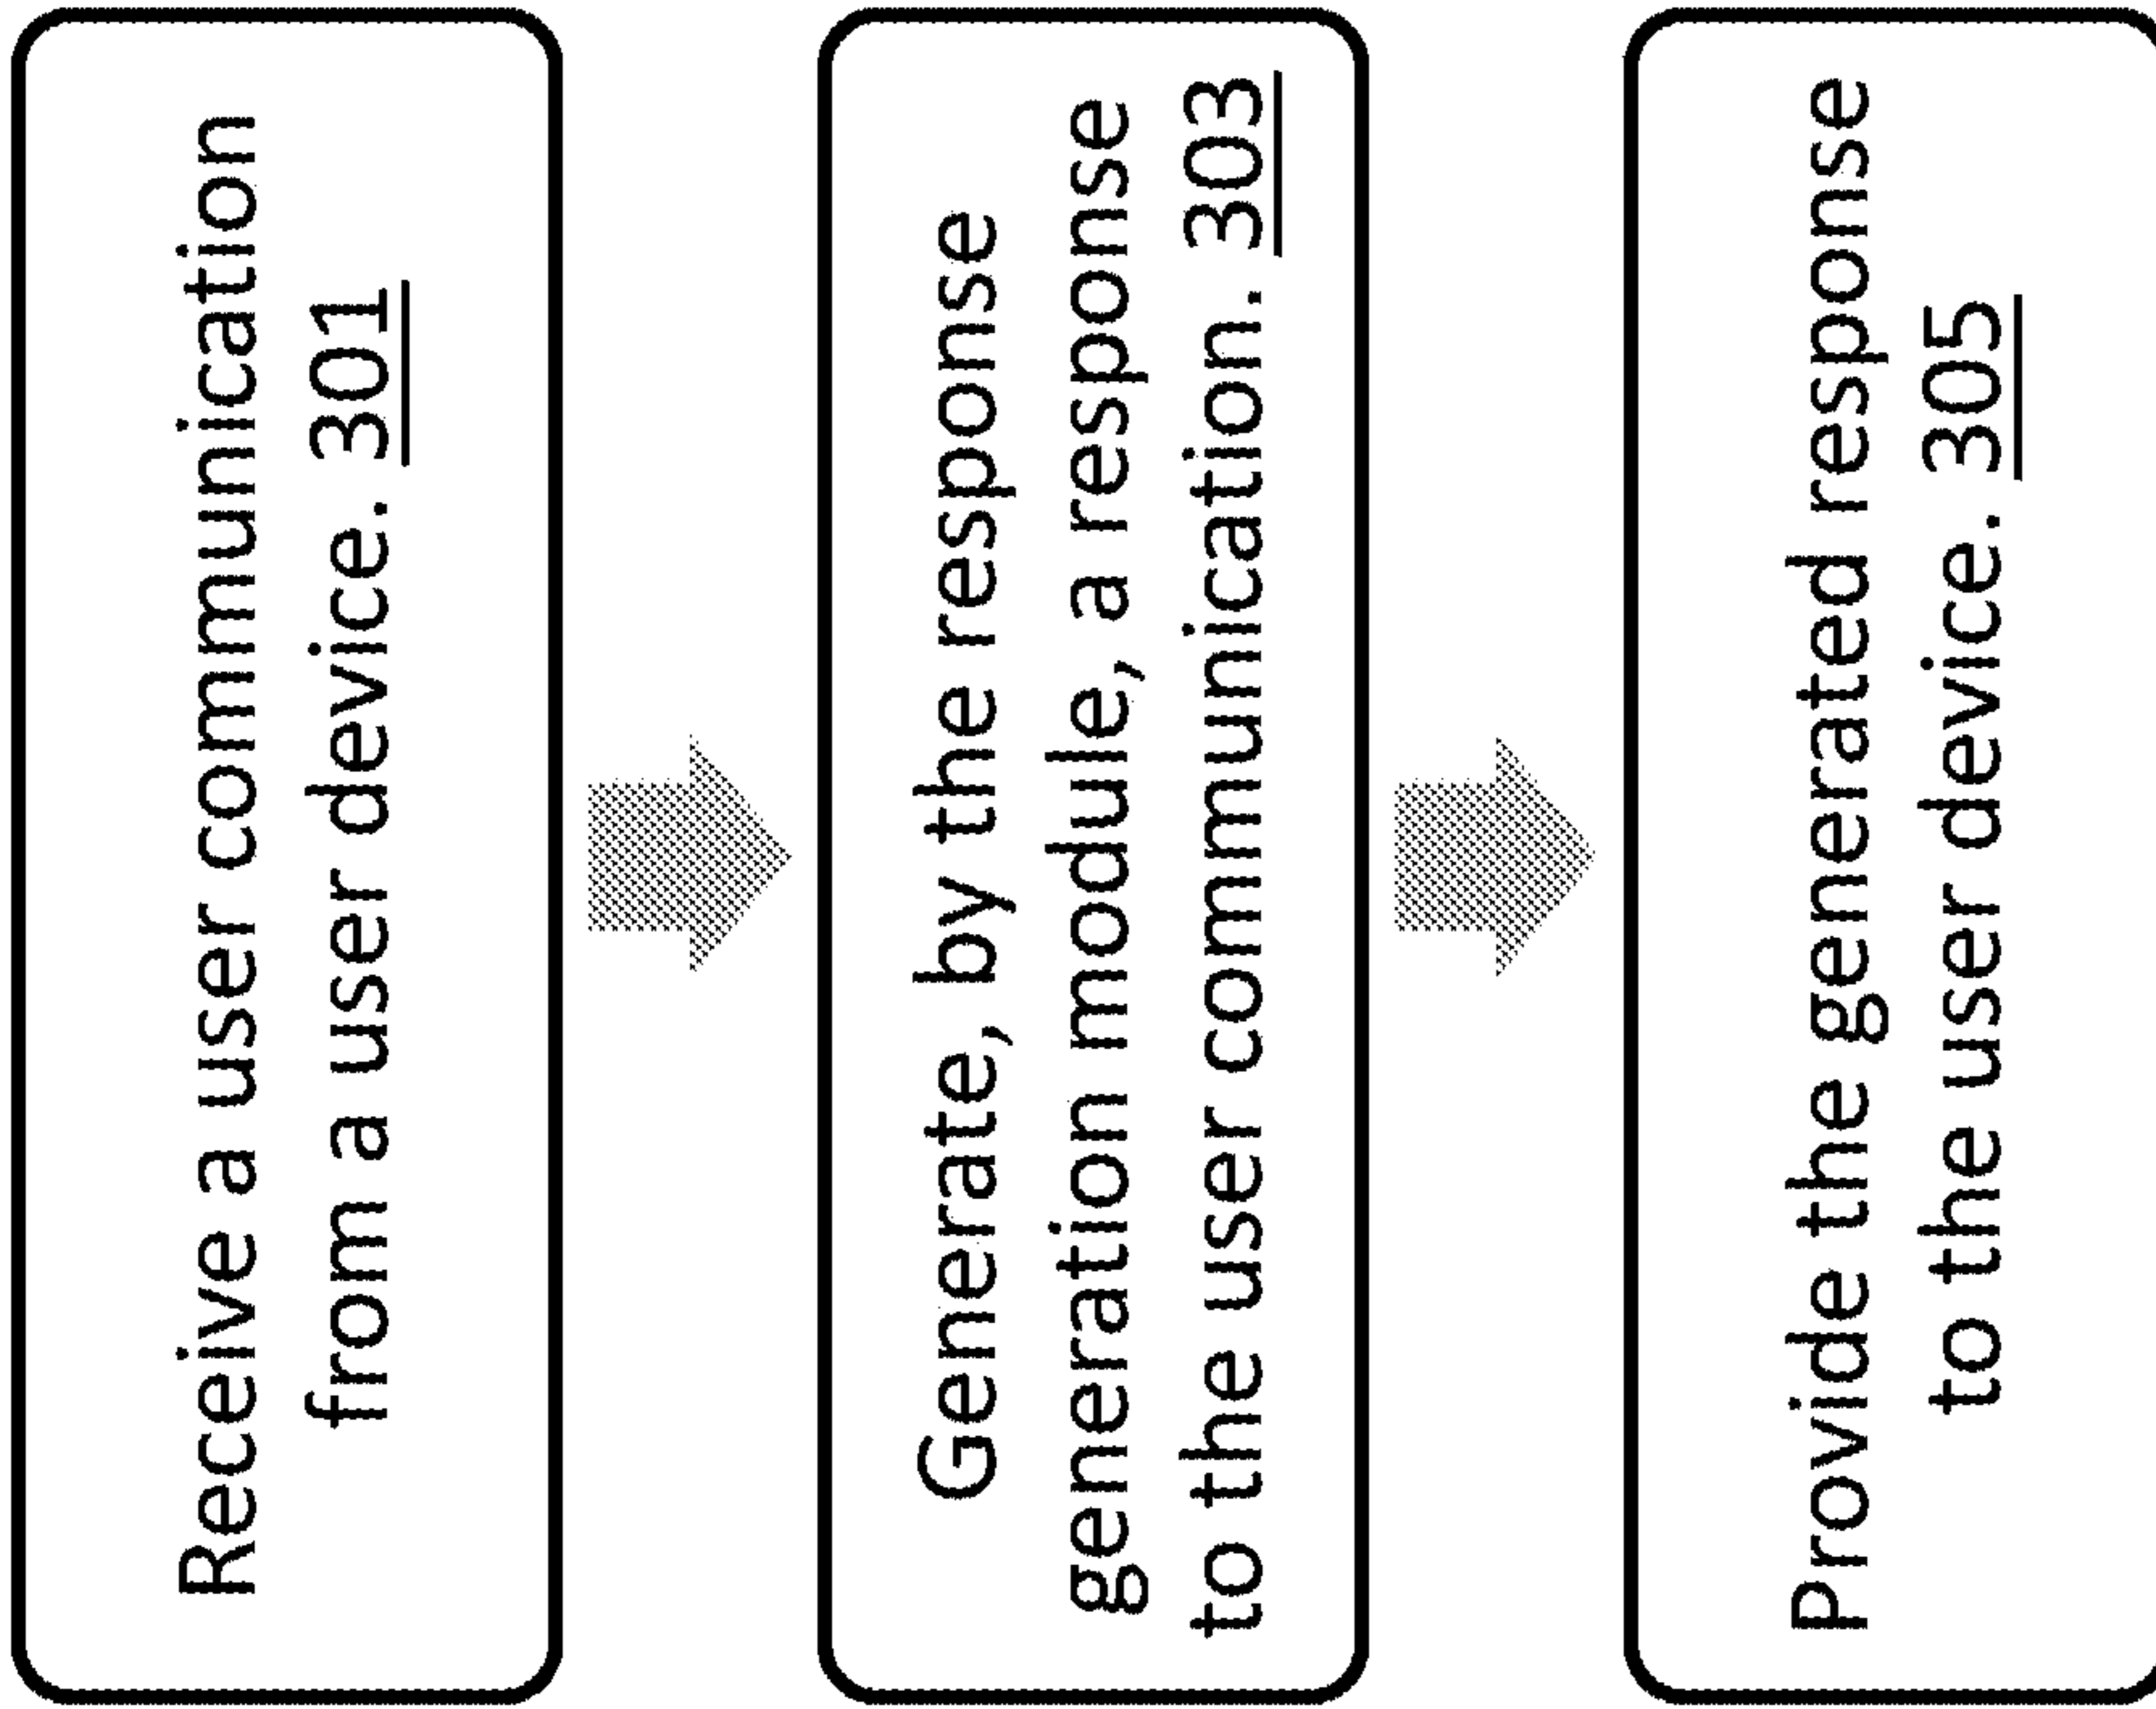 Receive a user communication
from a user device. 301
Generate, by the response
generation module, a response
to the user communication. 303
Provide the generated response
to the user device. 305